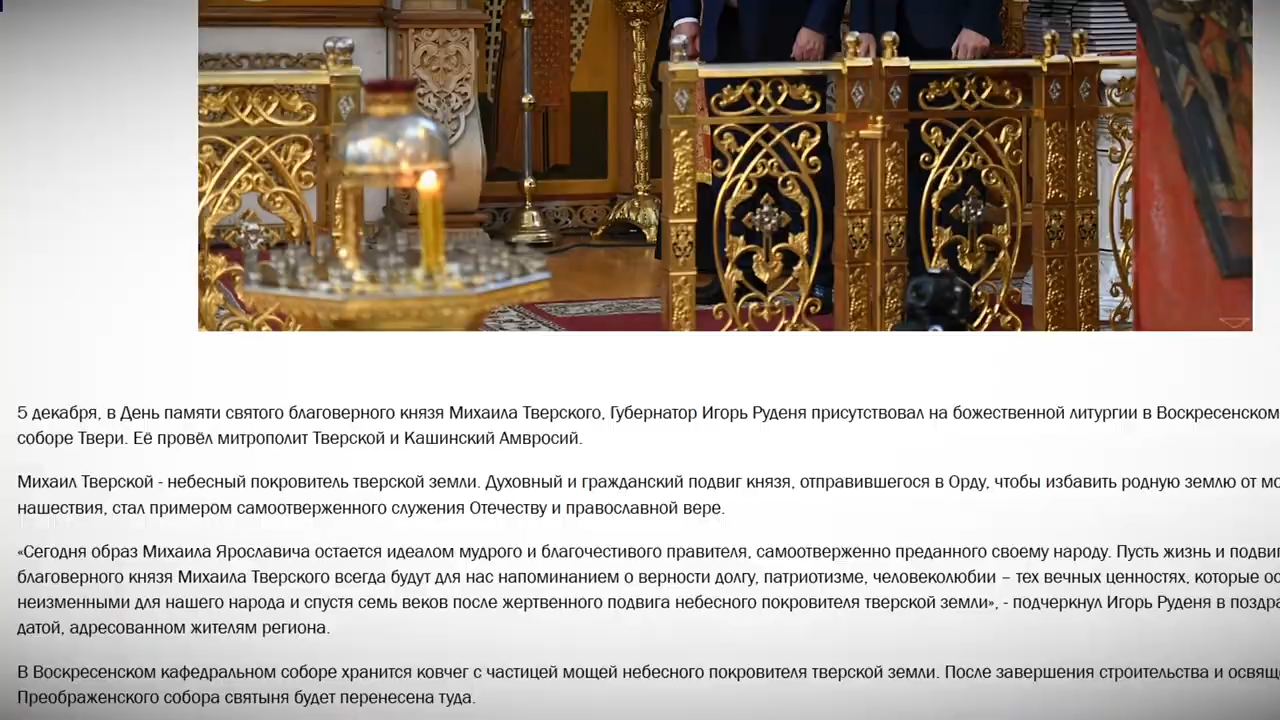 5 декабря, в День памяти святого благоверного князя Михаила Тверского, Губернатор Игорь Руденя присутствовал на божественной литургии в Воскресенском
соборе Твери. Её провёл митрополит Тверской и Кашинский Амвросий.
Михаил Тверской - небесный покровитель тверской земли. Духовный и гражданский подвиг князя, отправившегося в Орду, чтобы избавить родную землю от
нашествия, стал примером самоотверженного служения Отечеству и православной вере.
«Сегодня образ Михаила Ярославича остается идеалом мудрого и благочестивого правителя, самоотверженно преданного своему народу. Пусть жизнь и
благоверного князя Михаила Тверского всегда будут для нас напоминанием о верности долгу, патриотизме, человеколюбии – тех вечных ценностях, которые
неизменными для нашего народа и спустя семь веков после жертвенного подвига небесного покровителя тверской земли», - подчеркнул Игорь Руденя в
датой, адресованном жителям региона.
В Воскресенском кафедральном соборе хранится ковчег с частицей мощей небесного покровителя тверской земли. После завершения строительства и
Преображенского собора святыня будет перенесена туда.